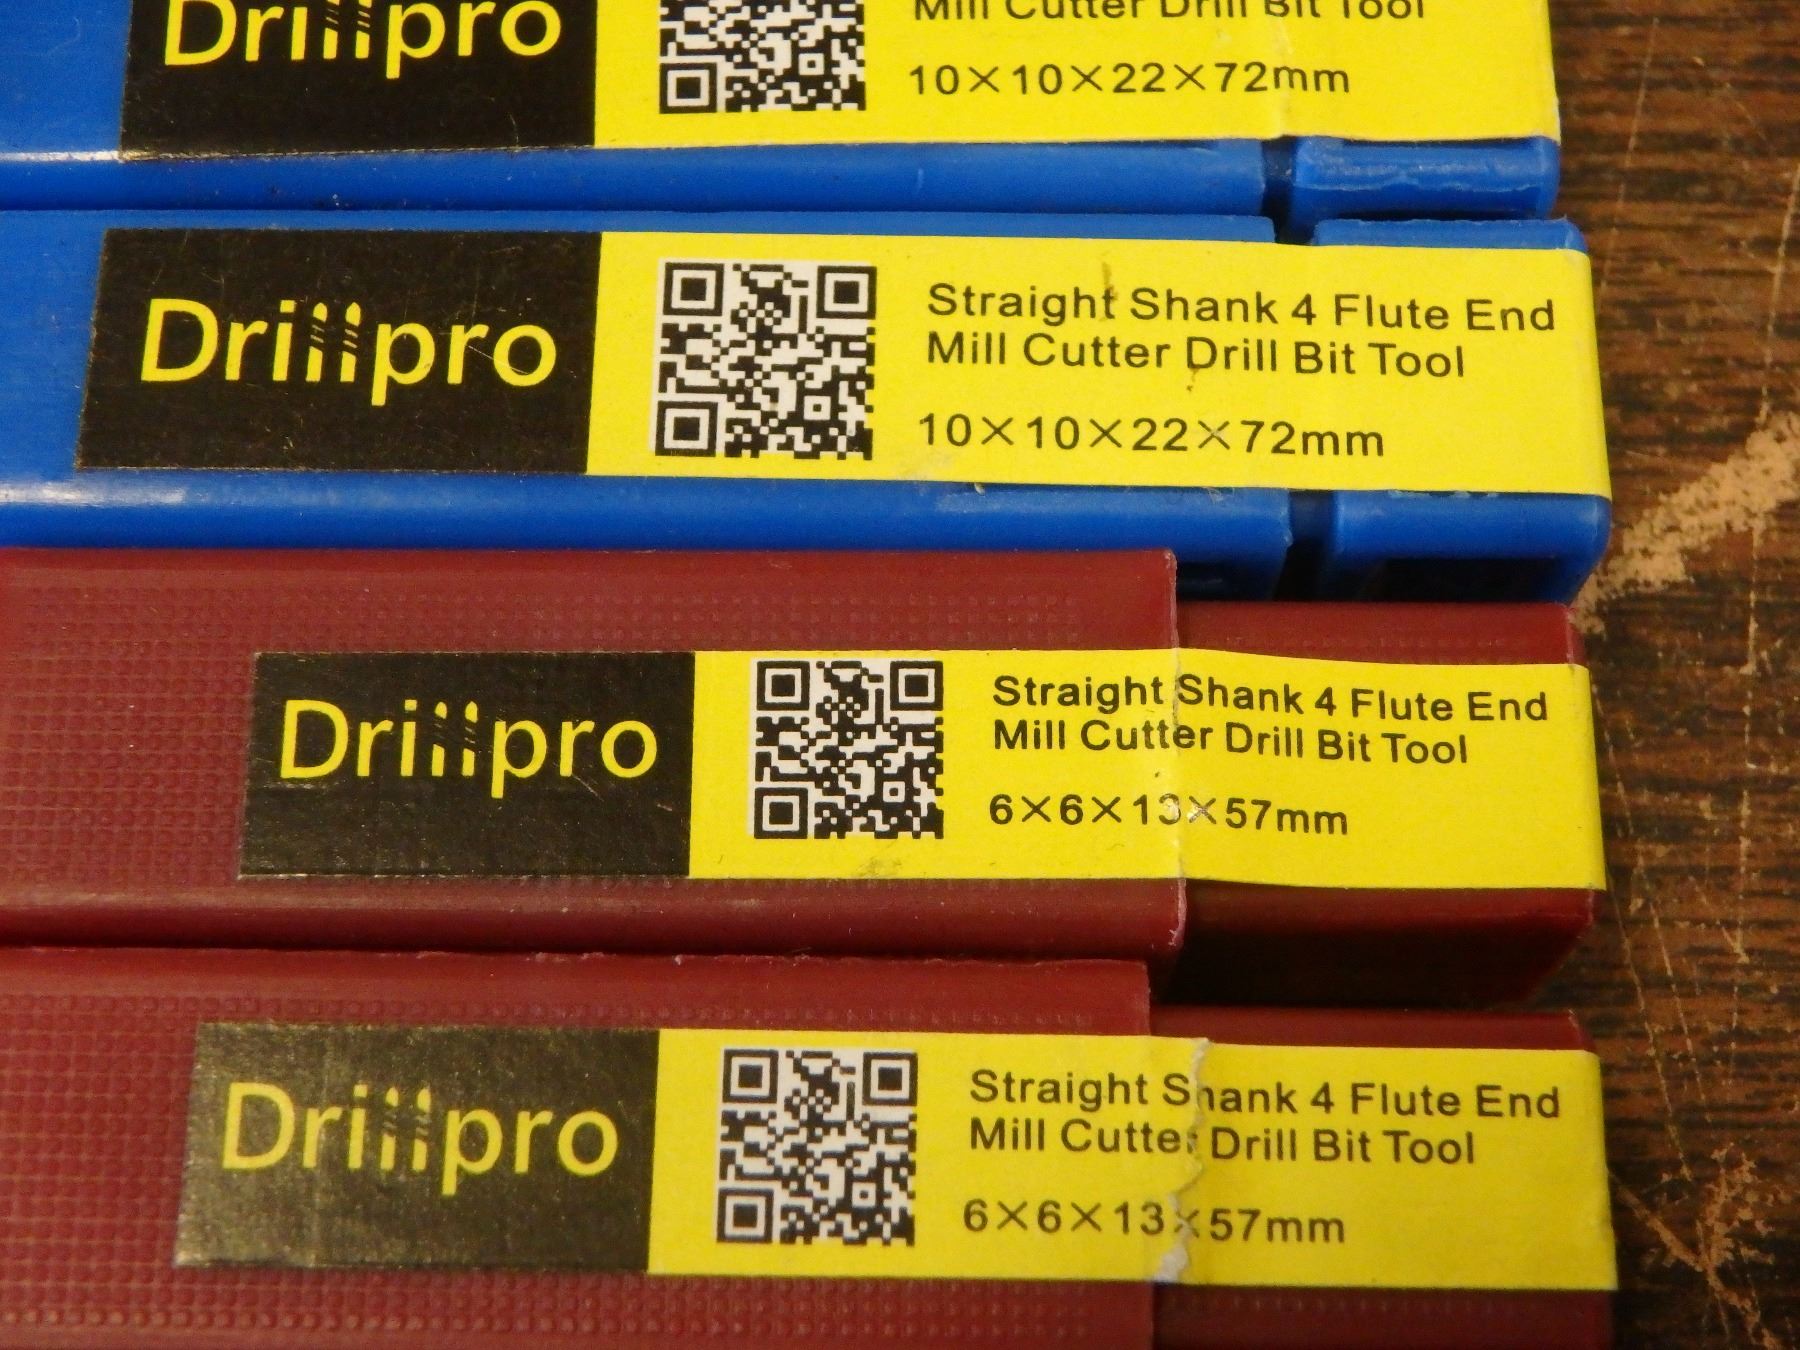 Drillpro
Mill Cutter Drill Bit Tool
10×10×22×72mm
Drillpro
Straight Shank 4 Flute End
Mill Cutter Drill Bit Tool
10×10×22×72mm
Drillpro
Straight Shank 4 Flute End
Mill Cutter Drill Bit Tool
6×6×13×57mm
Drillpro
Straight Shank 4 Flute End
Mill Cutter Drill Bit Tool
6×6×13×57mm